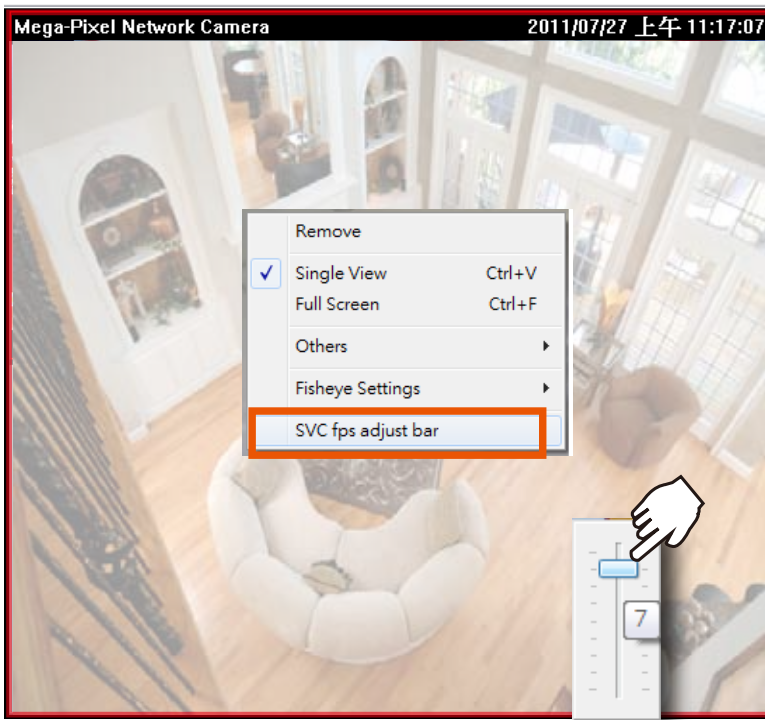 Mega-Pixel Network Camera 2011/07/27 上午 11:17:07
Remove
Single View Ctrl+V
Full Screen Ctrl+F
Others
Fisheye Settings
SVC fps adjust bar
7